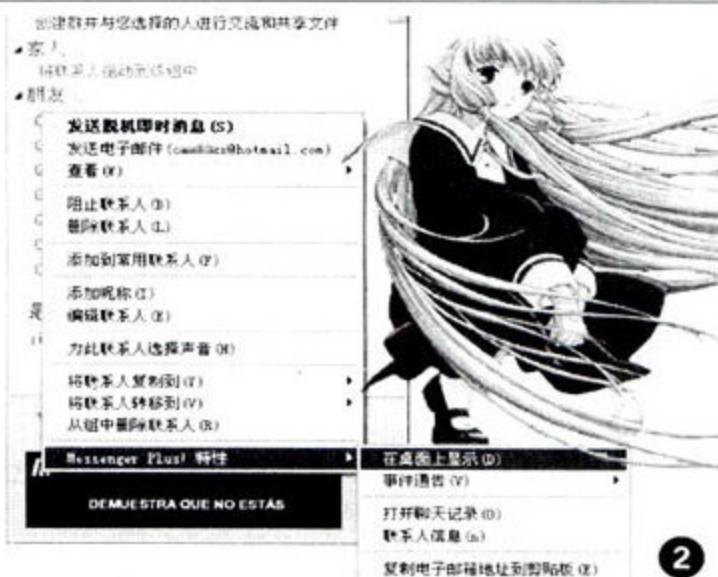 创建群并与您选择的人进行交流和共享文件
家人
将联系人拖动到该组中
朋友
发送脱机即时消息(S)
发送电子邮件(@hotmail.com)
查看(W)
阻止联系人(B)
删除联系人(L)
添加到常用联系人(F)
添加昵称(I)
编辑联系人(E)
为此联系人选择声音(H)
将联系人复制到(Y)
将联系人转移到(V)
从组中删除联系人(R)
Messenger Plus! 特性
DEMUESTRA QUE NO ESTÁS
在桌面上显示(D)
事件通告(V)
打开聊天记录(O)
联系人信息(n)
复制电子邮箱地址到剪贴板(E)
2